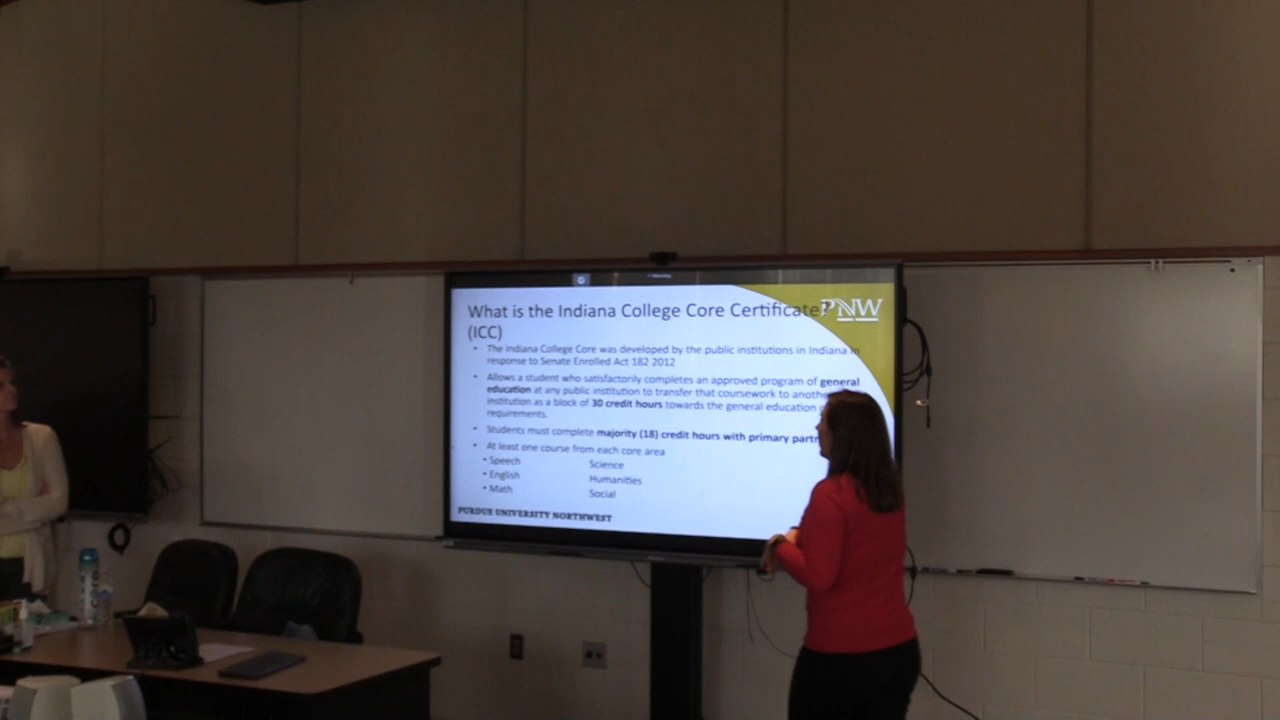 What is the Indiana College Core Certificate?
PNW
(ICC)
• The Indiana College Core was developed by the public institutions in Indiana in
response to Senate Enrolled Act 182 2012
• Allows a student who satisfactorily completes an approved program of general
education at any public institution to transfer that coursework to another
institution as a block of 30 credit hours towards the general education
requirements.
• Students must complete majority (18) credit hours with primary partn
• At least one course from each core area
• Speech Science
• English Humanities
• Math Social
PURDUE UNIVERSITY NORTHWEST